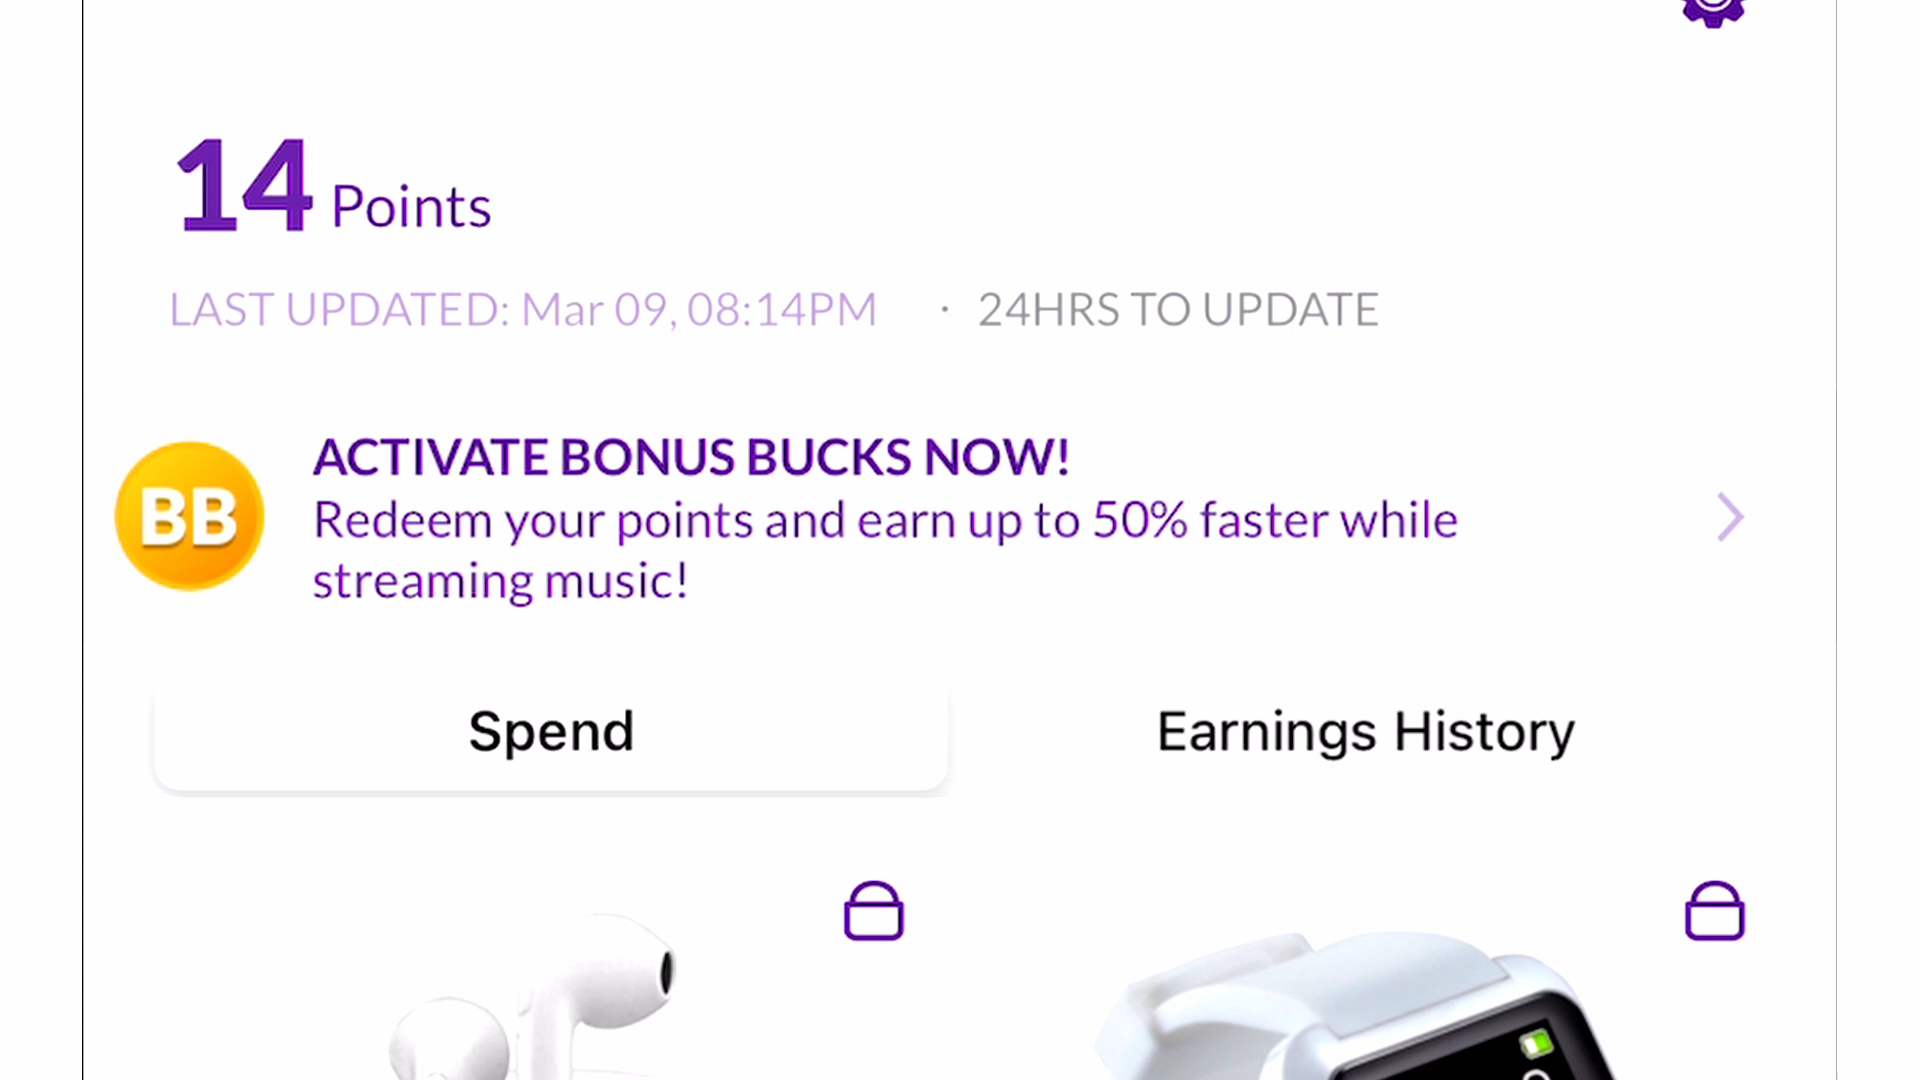 14 Points
LAST UPDATED: Mar 09, 08:14PM · 24HRS TO UPDATE
ACTIVATE BONUS BUCKS NOW!
BB
Redeem your points and earn up to 50% faster while
streaming music!
Spend Earnings History